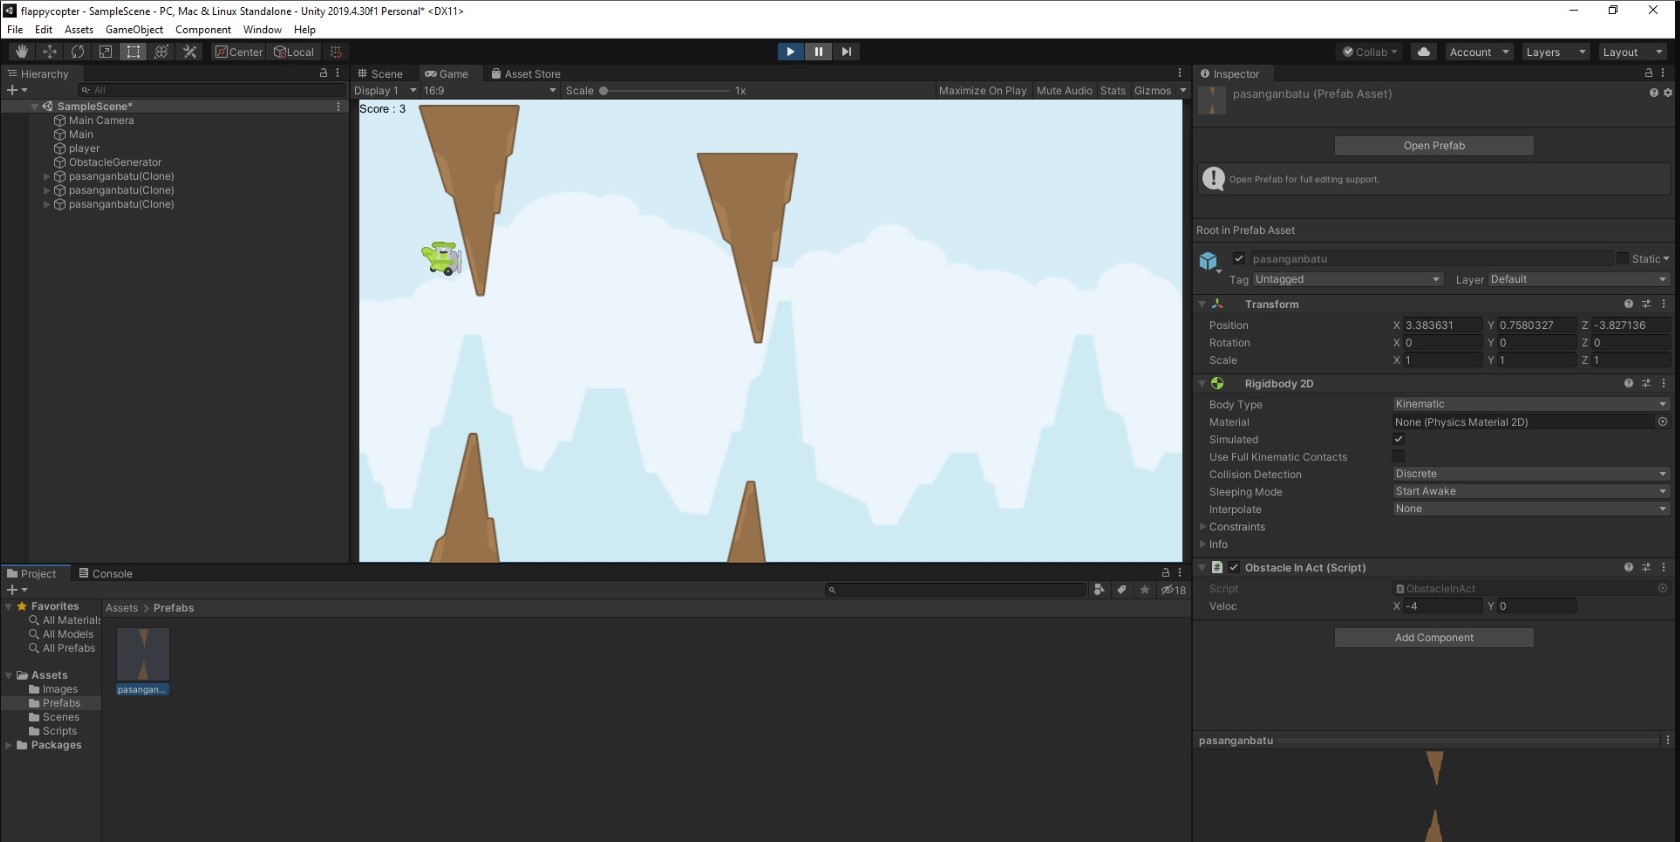 flappycopter - SampleScene - PC, Mac & Linux Standalone - Unity 2019.4.30f1 Personal* <DX11>
File Edit Assets GameObject Component Window Help
Center Local Collab Account Layers Layout
Hierarchy
All
SampleScene*
Main Camera
Main
player
ObstacleGenerator
pasanganbatu(Clone)
pasanganbatu(Clone)
pasanganbatu(Clone)
Scene Game Asset Store
Display 1 16:9 Scale 1x Maximize On Play Mute Audio Stats Gizmos
Score : 3
Inspector
pasanganbatu (Prefab Asset)
Open Prefab
Open Prefab for full editing support.
Root in Prefab Asset
pasanganbatu Static
Tag Untagged Layer Default
Transform
Position X 3.383631 Y 0.7580327 Z -3.827136
Rotation X 0 Y 0 Z 0
Scale X 1 Y 1 Z 1
Rigidbody 2D
Body Type Kinematic
Material None (Physics Material 2D)
Simulated
Use Full Kinematic Contacts
Collision Detection Discrete
Sleeping Mode Start Awake
Interpolate None
Constraints
Info
Obstacle In Act (Script)
Script ObstacleInAct
Veloc X -4 Y 0
Add Component
pasanganbatu
Project Console
18
Favorites
All Materials
All Models
All Prefabs
Assets
Images
Prefabs
Scenes
Scripts
Packages
Assets > Prefabs
pasangan...